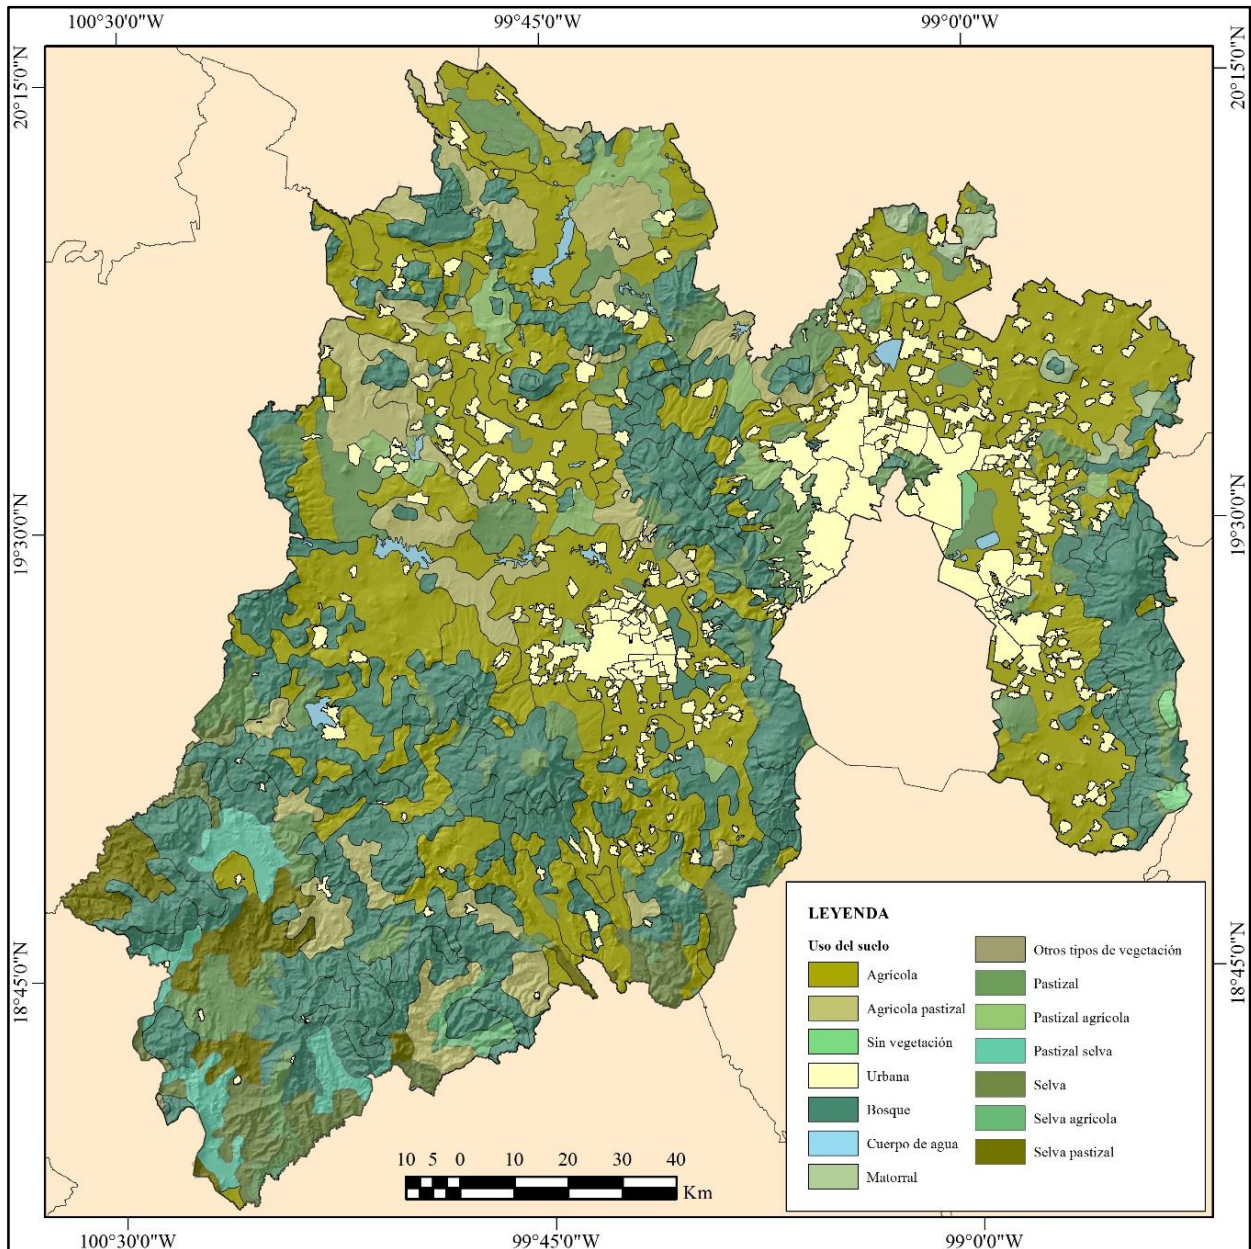 100°30'0"W 99°45'0"W 99°0'0"W
20°15'0"N 20°15'0"N
19°30'0"N 19°30'0"N
18°45'0"N 18°45'0"N
LEYENDA
Uso del suelo
Agrícola
Agrícola pastizal
Sin vegetación
Urbana
Bosque
Cuerpo de agua
Matorral
Otros tipos de vegetación
Pastizal
Pastizal agrícola
Pastizal selva
Selva
Selva agrícola
Selva pastizal
10 5 0 10 20 30 40
Km
100°30'0"W 99°45'0"W 99°0'0"W